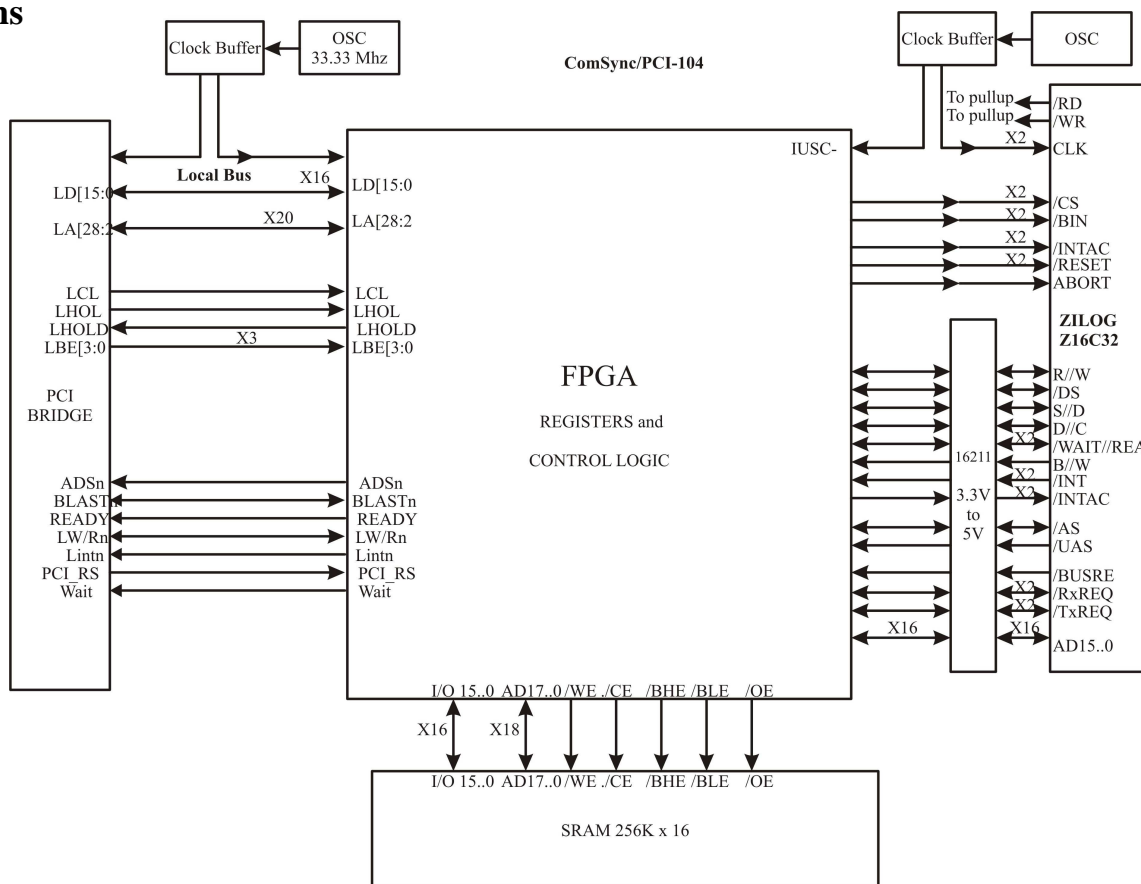 ns
Clock Buffer
OSC
33.33 Mhz
ComSync/PCI-104
Clock Buffer
OSC
To pullup
To pullup
/RD
/WR
IUSC-
X2
CLK
Local Bus
X16
LD[15:0
LD[15:0
X20
LA[28:2
LA[28:2
X2
/CS
X2
/BIN
X2
/INTAC
X2
/RESET
ABORT
LCL
LCL
LHOL
LHOL
LHOLD
LHOLD
X3
LBE[3:0
LBE[3:0
ZILOG
Z16C32
PCI
BRIDGE
FPGA
REGISTERS and
CONTROL LOGIC
R//W
/DS
S//D
D//C
X2
/WAIT//REA
B//W
X2
/INT
X2
/INTAC
/AS
/UAS
/BUSRE
X2
/RxREQ
X2
/TxREQ
X16
X16
AD15..0
16211
3.3V
to
5V
ADSn
ADSn
BLASTn
BLASTn
READY
READY
LW/Rn
LW/Rn
Lintn
Lintn
PCI_RS
PCI_RS
Wait
Wait
I/O 15..0 AD17..0 /WE ./CE /BHE /BLE /OE
X16
X18
I/O 15..0 AD17..0 /WE ./CE /BHE /BLE /OE
SRAM 256K x 16